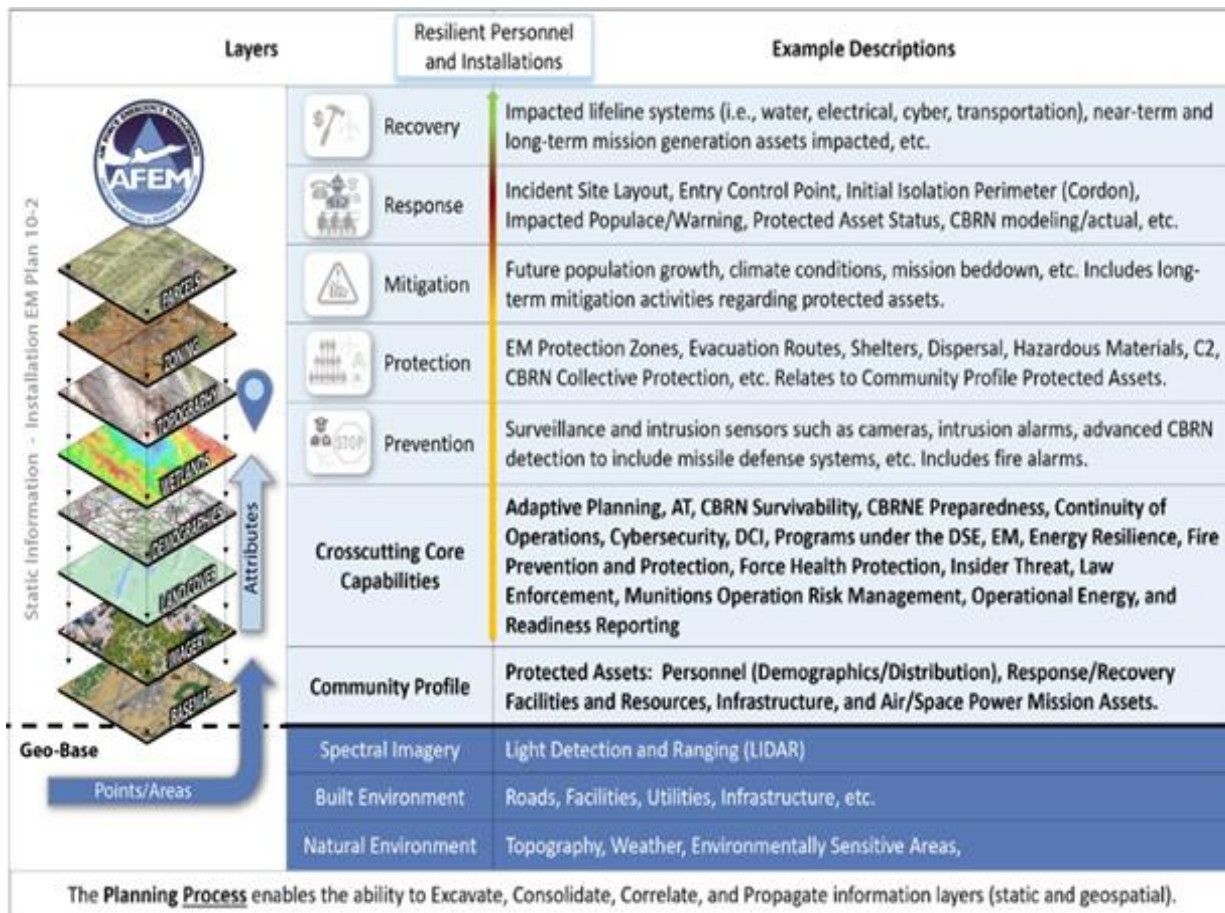 Layers
Resilient Personnel
and Installations
Example Descriptions
Static Information - Installation EM Plan 10-2
AIR FORCE EMERGENCY MANAGEMENT
AFEM
PARCELS
ZONING
TOPOGRAPHY
WETLANDS
DEMOGRAPHICS
LAND COVER
IMAGERY
BASEMAP
Attributes
Recovery
Impacted lifeline systems (i.e., water, electrical, cyber, transportation), near-term and
long-term mission generation assets impacted, etc.
Response
Incident Site Layout, Entry Control Point, Initial Isolation Perimeter (Cordon),
Impacted Populace/Warning, Protected Asset Status, CBRN modeling/actual, etc.
Mitigation
Future population growth, climate conditions, mission beddown, etc. Includes long-
term mitigation activities regarding protected assets.
Protection
EM Protection Zones, Evacuation Routes, Shelters, Dispersal, Hazardous Materials, C2,
CBRN Collective Protection, etc. Relates to Community Profile Protected Assets.
STOP
Prevention
Surveillance and intrusion sensors such as cameras, intrusion alarms, advanced CBRN
detection to include missile defense systems, etc. Includes fire alarms.
Crosscutting Core
Capabilities
Adaptive Planning, AT, CBRN Survivability, CBRNE Preparedness, Continuity of
Operations, Cybersecurity, DCI, Programs under the DSE, EM, Energy Resilience, Fire
Prevention and Protection, Force Health Protection, Insider Threat, Law
Enforcement, Munitions Operation Risk Management, Operational Energy, and
Readiness Reporting
Community Profile
Protected Assets: Personnel (Demographics/Distribution), Response/Recovery
Facilities and Resources, Infrastructure, and Air/Space Power Mission Assets.
Geo-Base
Points/Areas
Spectral Imagery
Light Detection and Ranging (LIDAR)
Built Environment
Roads, Facilities, Utilities, Infrastructure, etc.
Natural Environment
Topography, Weather, Environmentally Sensitive Areas,
The Planning Process enables the ability to Excavate, Consolidate, Correlate, and Propagate information layers (static and geospatial).